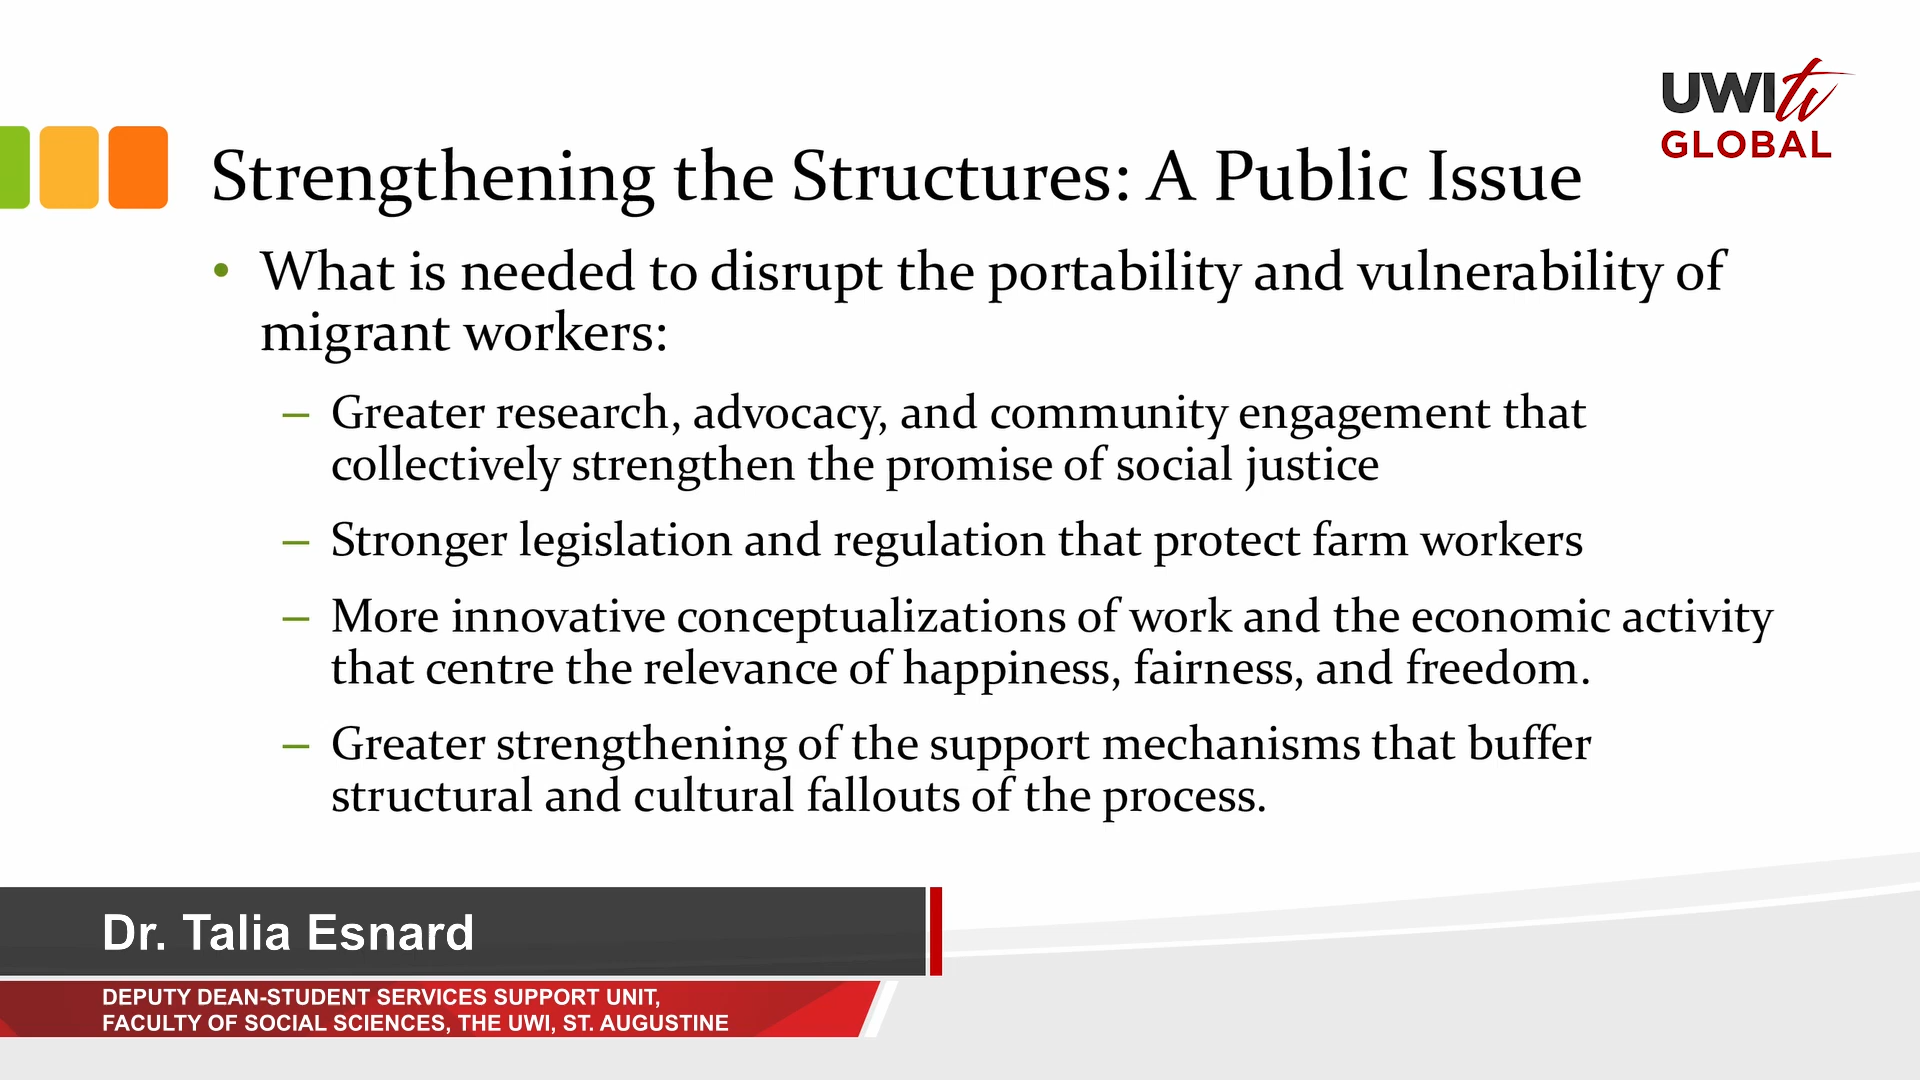 UWItv
GLOBAL
Strengthening the Structures: A Public Issue
• What is needed to disrupt the portability and vulnerability of
migrant workers:
– Greater research, advocacy, and community engagement that
collectively strengthen the promise of social justice
– Stronger legislation and regulation that protect farm workers
– More innovative conceptualizations of work and the economic activity
that centre the relevance of happiness, fairness, and freedom.
– Greater strengthening of the support mechanisms that buffer
structural and cultural fallouts of the process.
Dr. Talia Esnard
DEPUTY DEAN-STUDENT SERVICES SUPPORT UNIT,
FACULTY OF SOCIAL SCIENCES, THE UWI, ST. AUGUSTINE